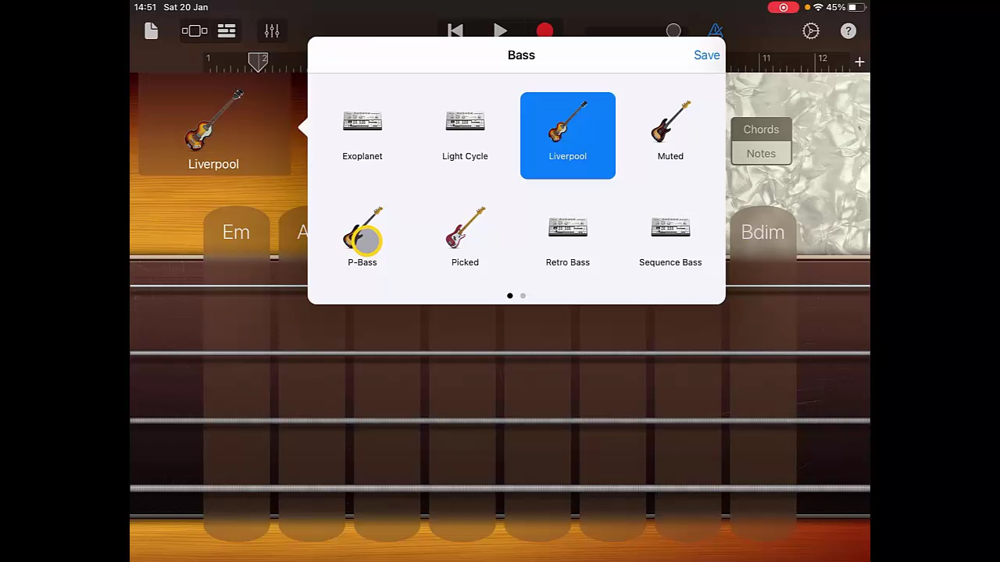 14:51 Sat 20 Jan
45%
?
1
2
11
12
+
Bass
Save
Liverpool
Exoplanet
Light Cycle
Liverpool
Muted
P-Bass
Picked
Retro Bass
Sequence Bass
Chords
Notes
Em
A
Bdim